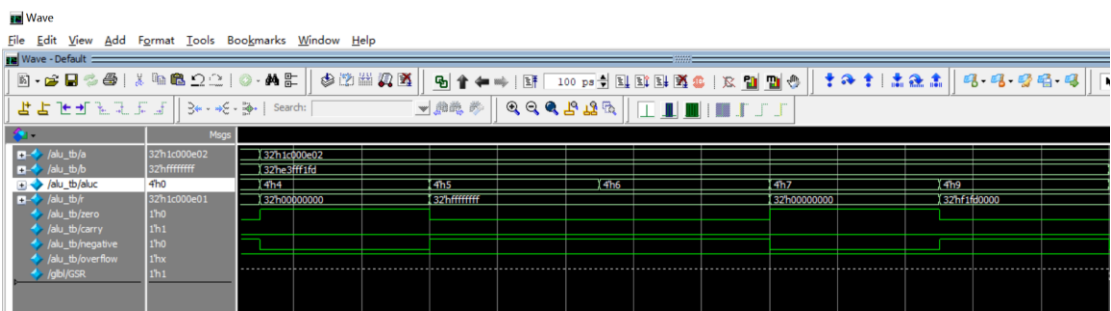 Wave
File Edit View Add Format Tools Bookmarks Window Help
Wave - Default
100 ps
Search:
Msgs
/alu_tb/a 32'h1c000e02 32'h1c000e02
/alu_tb/b 32'hffffffff 32'he3fff1fd
/alu_tb/aluc 4'h0 4'h4 4'h5 4'h6 4'h7 4'h9
/alu_tb/r 32'h1c000e01 32'h00000000 32'hffffffff 32'h00000000 32'hf1fd0000
/alu_tb/zero 1'h0
/alu_tb/carry 1'h1
/alu_tb/negative 1'h0
/alu_tb/overflow 1'hx
/glbl/GSR 1'h1